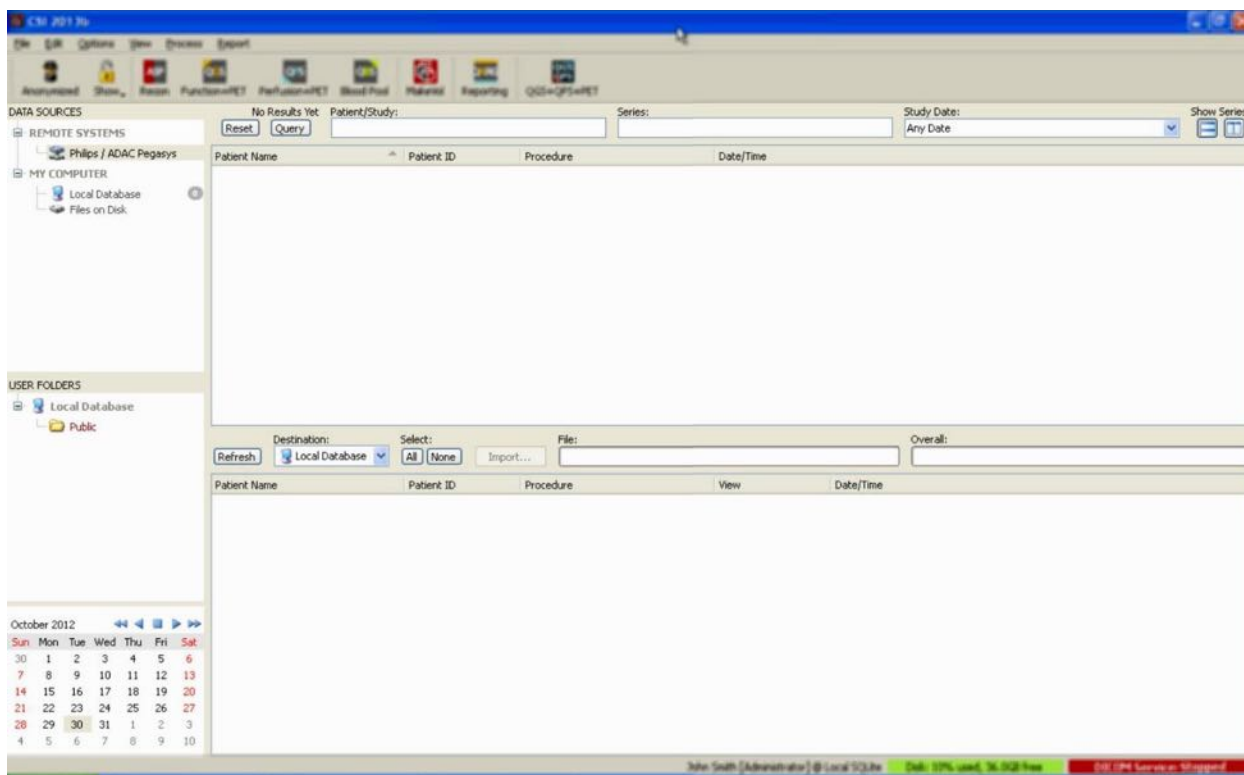 CSI 2013b
File Edit Options View Process Export
Anonymized Show Recon Function+PET Perfusion+PET Blood Pool Reporting QGS+QPS+PET
DATA SOURCES
REMOTE SYSTEMS
Philips / ADAC Pegasys
MY COMPUTER
Local Database
Files on Disk
No Results Yet Patient/Study: Series: Study Date: Show Serie
Reset Query Any Date
Patient Name Patient ID Procedure Date/Time
USER FOLDERS
Local Database
Public
Destination: Select: File: Overall:
Refresh Local Database All None Import...
Patient Name Patient ID Procedure View Date/Time
October 2012
Sun Mon Tue Wed Thu Fri Sat
30 1 2 3 4 5 6
7 8 9 10 11 12 13
14 15 16 17 18 19 20
21 22 23 24 25 26 27
28 29 30 31 1 2 3
4 5 6 7 8 9 10
John Smith [Administrator] @ Local SQLite Disk: 10% used, 36.0GB free DICOM Service: Stopped